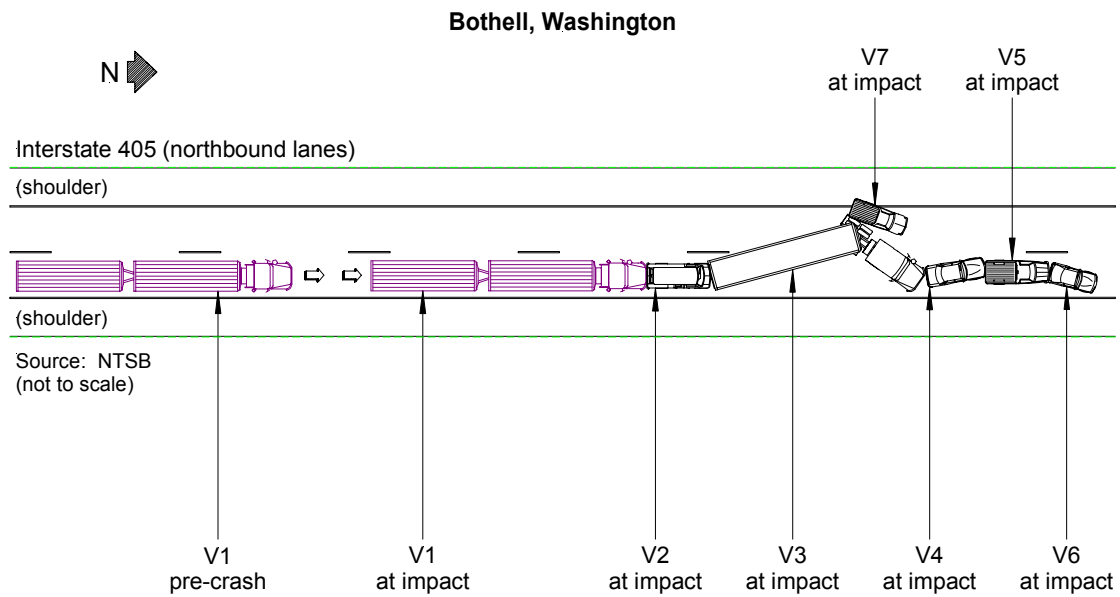 Bothell, Washington
N
V7
at impact
V5
at impact
Interstate 405 (northbound lanes)
(shoulder)
(shoulder)
Source: NTSB
(not to scale)
V1
pre-crash
V1
at impact
V2
at impact
V3
at impact
V4
at impact
V6
at impact